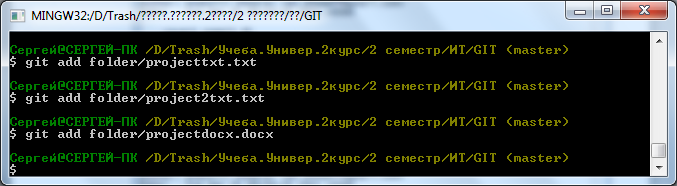 MINGW32:/D/Trash/?????.??????.2????/2 ???????/??/GIT
Сергей@СЕРГЕЙ-ПК /D/Trash/Учеба.Универ.2курс/2 семестр/ИТ/GIT (master)
$ git add folder/projecttxt.txt
Сергей@СЕРГЕЙ-ПК /D/Trash/Учеба.Универ.2курс/2 семестр/ИТ/GIT (master)
$ git add folder/project2txt.txt
Сергей@СЕРГЕЙ-ПК /D/Trash/Учеба.Универ.2курс/2 семестр/ИТ/GIT (master)
$ git add folder/projectdocx.docx
Сергей@СЕРГЕЙ-ПК /D/Trash/Учеба.Универ.2курс/2 семестр/ИТ/GIT (master)
$